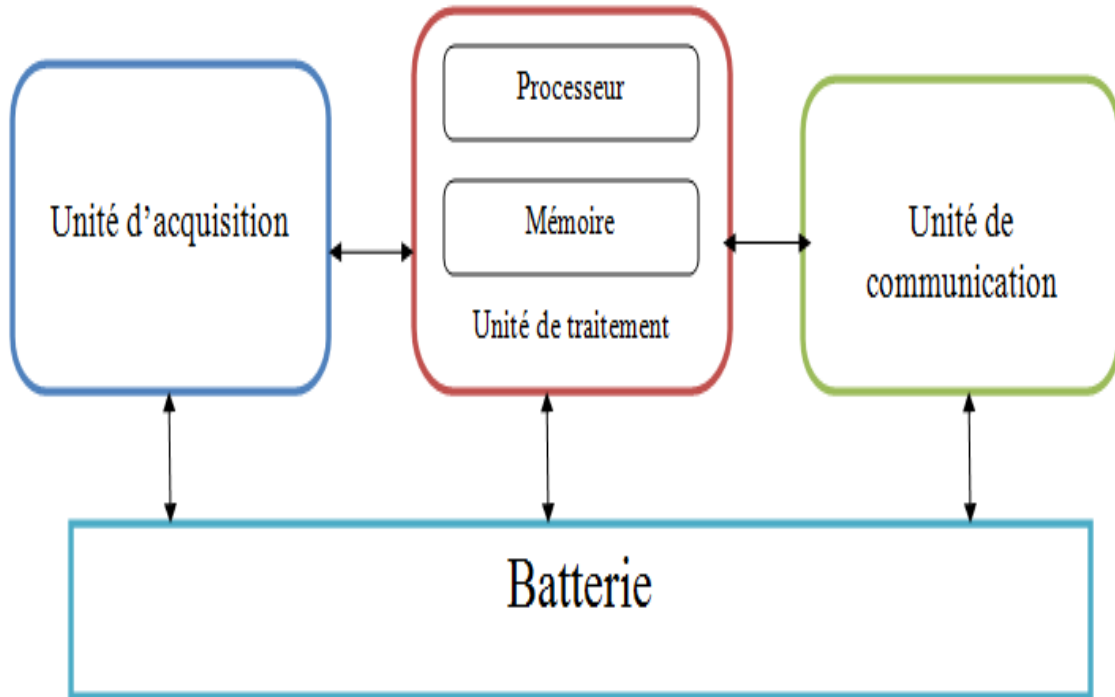 Unité d’acquisition
Processeur
Mémoire
Unité de traitement
Unité de
communication
Batterie